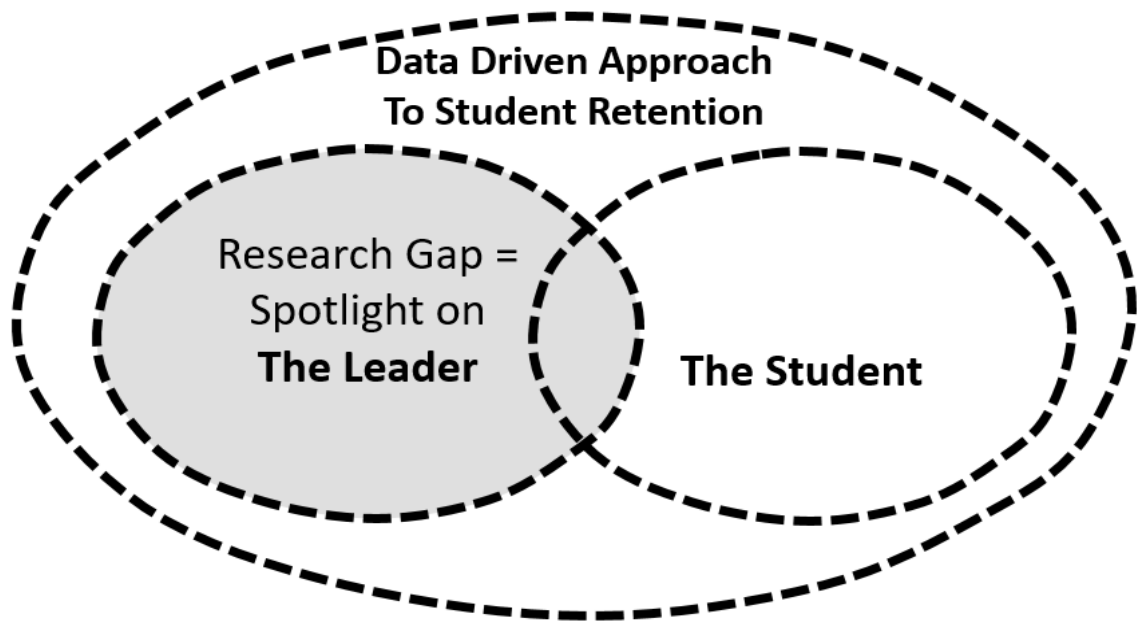 Data Driven Approach
To Student Retention
Research Gap =
Spotlight on
The Leader
The Student